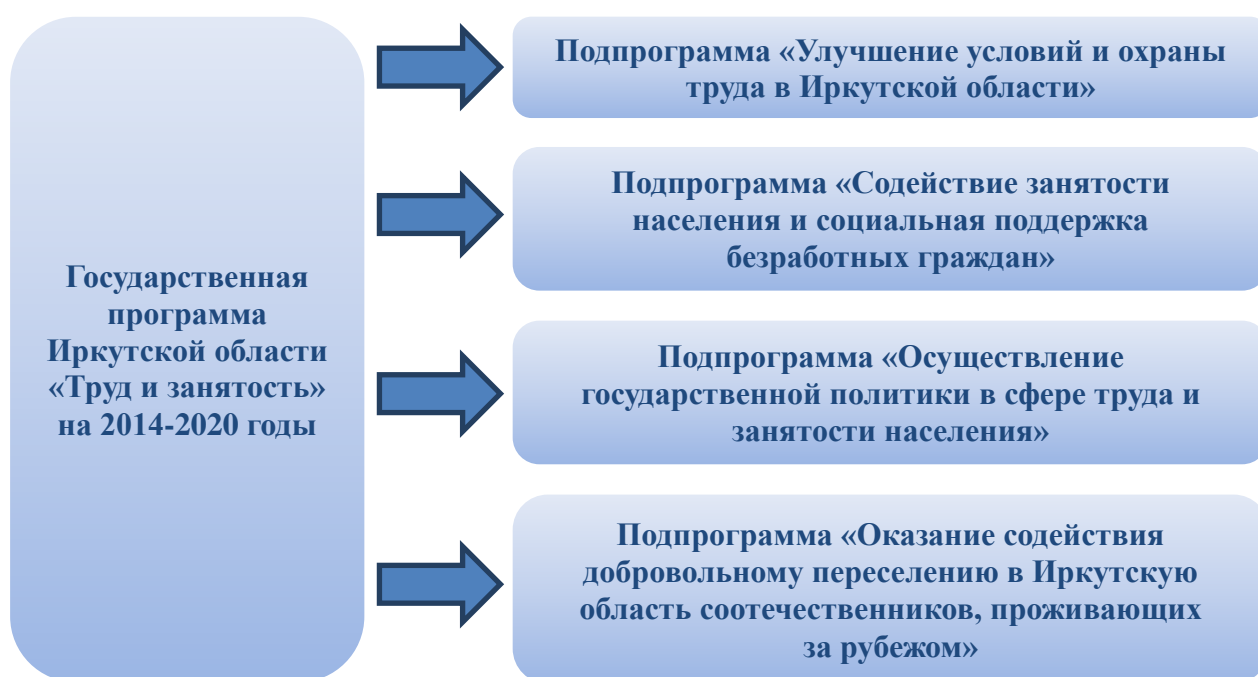 Государственная
программа
Иркутской области
«Труд и занятость»
на 2014-2020 годы
Подпрограмма «Улучшение условий и охраны
труда в Иркутской области»
Подпрограмма «Содействие занятости
населения и социальная поддержка
безработных граждан»
Подпрограмма «Осуществление
государственной политики в сфере труда и
занятости населения»
Подпрограмма «Оказание содействия
добровольному переселению в Иркутскую
область соотечественников, проживающих
за рубежом»